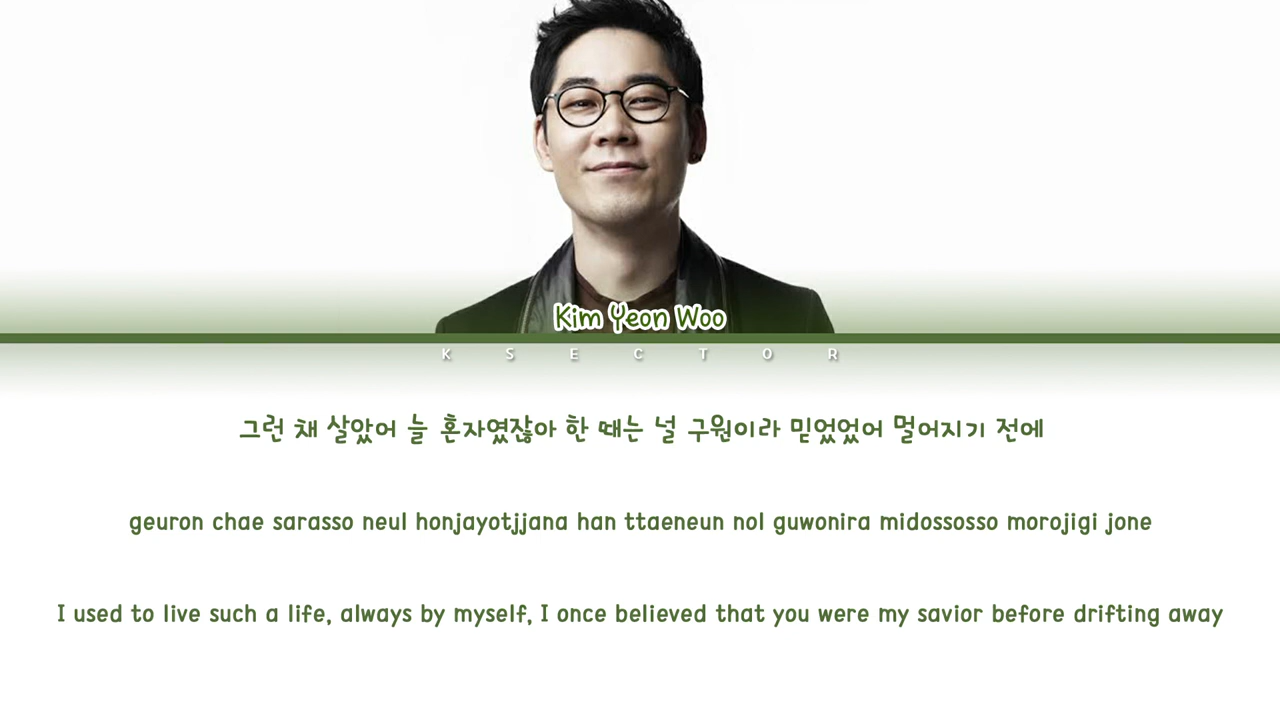 Kim Yeon Woo
K S E C T O R
그런 채 살았어 늘 혼자였잖아 한 때는 널 구원이라 믿었었어 멀어지기 전에
geuron chae sarasso neul honjayotjjana han ttaeneun nol guwonira midossosso morojigi jone
I used to live such a life, always by myself, I once believed that you were my savior before drifting away